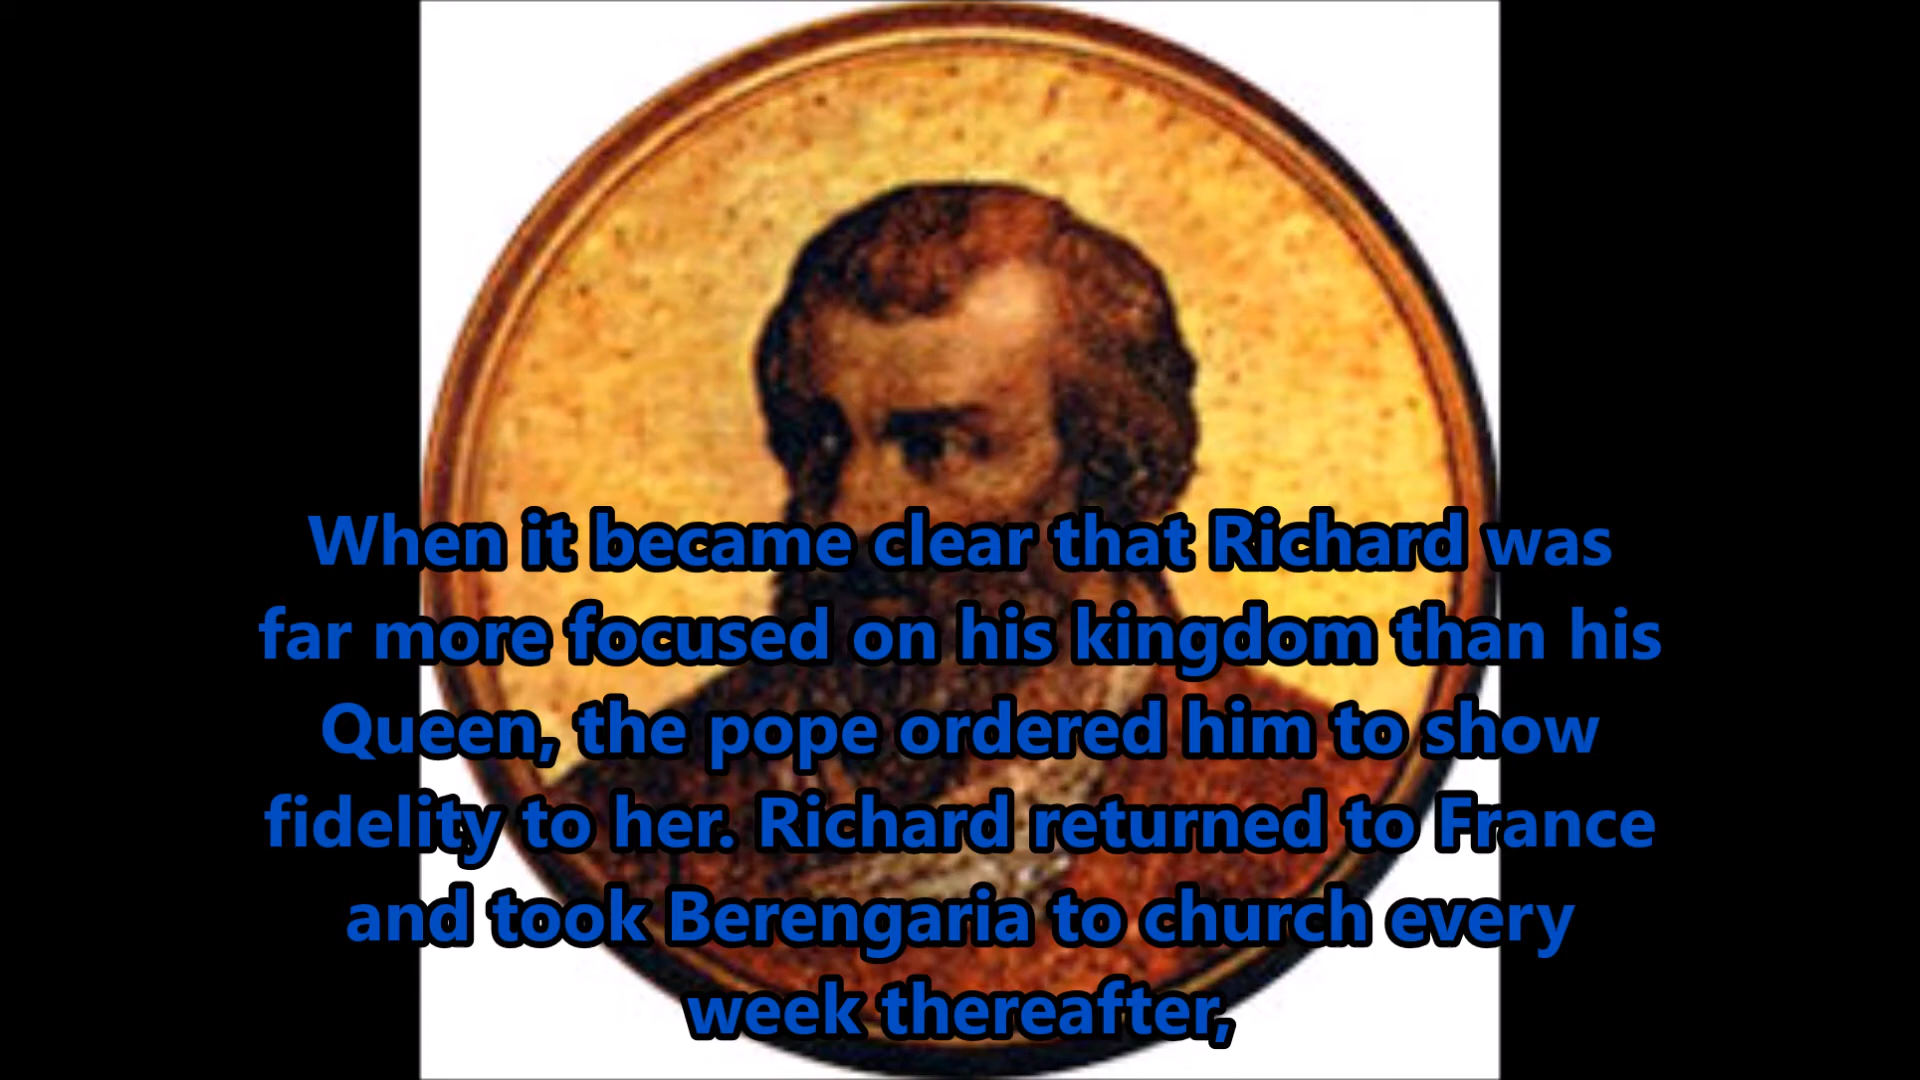 When it became clear that Richard was
far more focused on his kingdom than his
Queen, the pope ordered him to show
fidelity to her. Richard returned to France
and took Berengaria to church every
week thereafter,